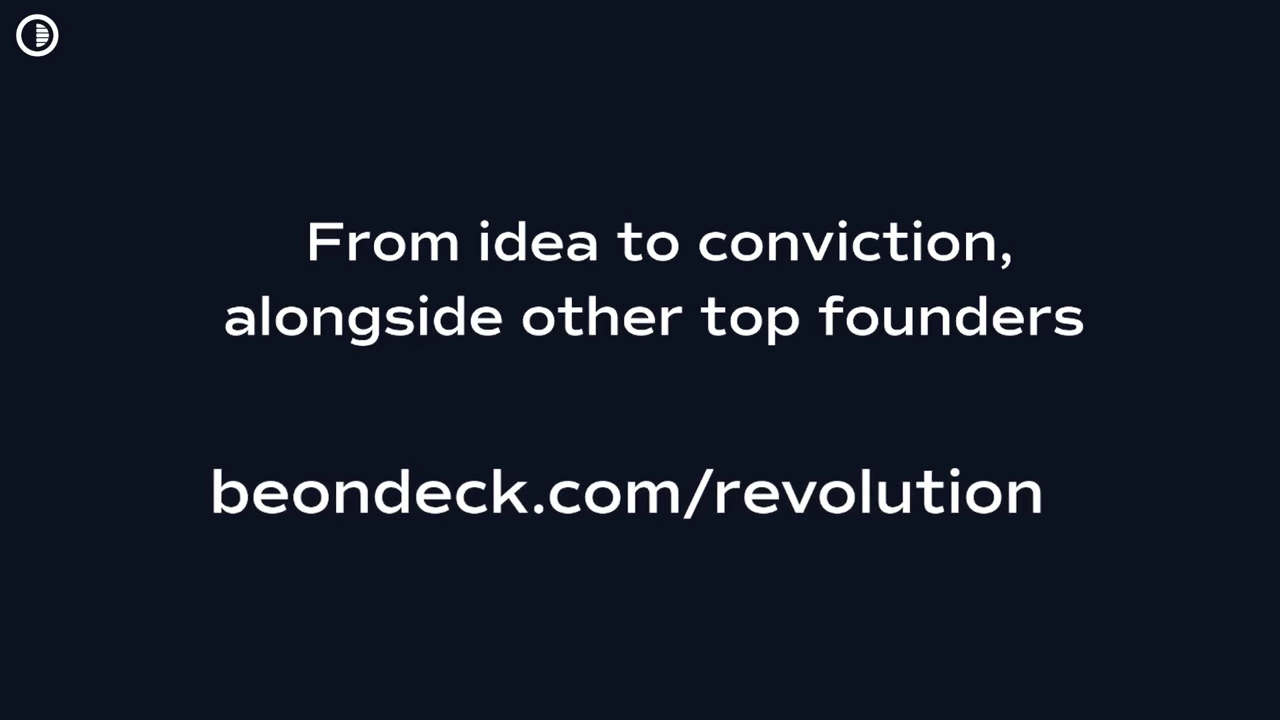 From idea to conviction,
alongside other top founders
beondeck.com/revolution